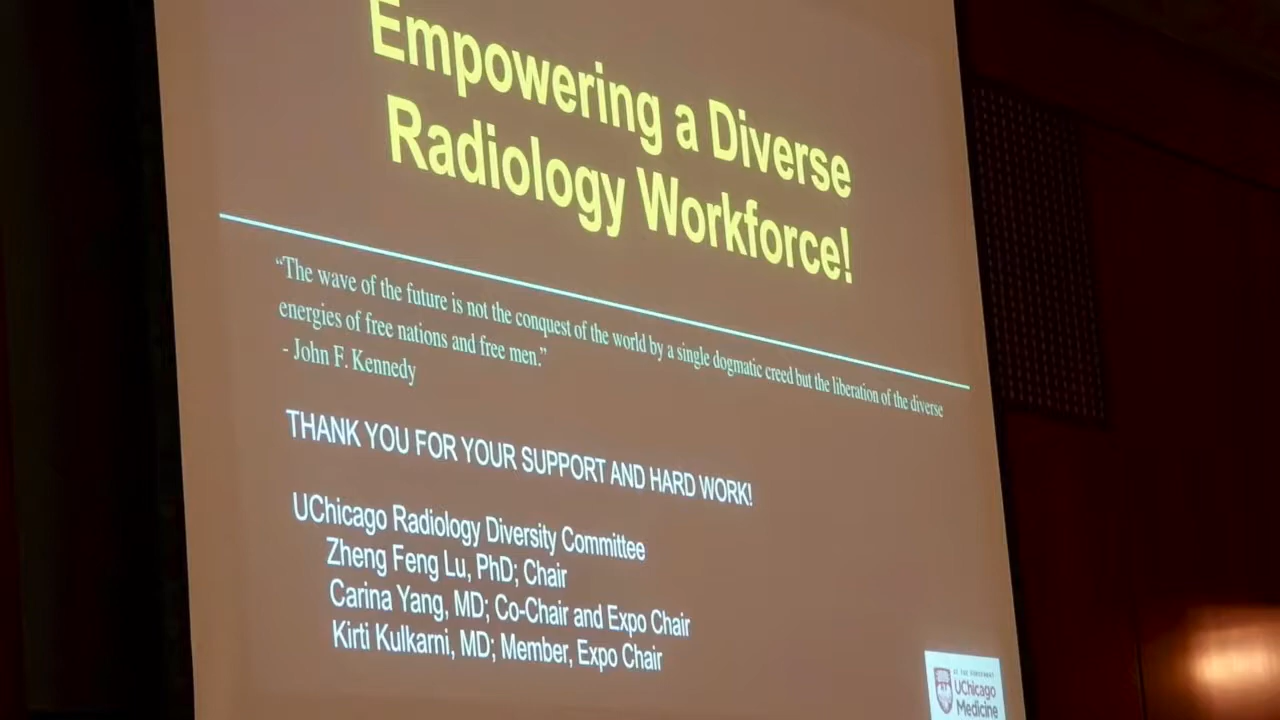 Empowering a Diverse
Radiology Workforce!
“The wave of the future is not the conquest of the world by a single dogmatic creed but the liberation of the diverse
energies of free nations and free men.”
- John F. Kennedy
THANK YOU FOR YOUR SUPPORT AND HARD WORK!
UChicago Radiology Diversity Committee
Zheng Feng Lu, PhD; Chair
Carina Yang, MD; Co-Chair and Expo Chair
Kirti Kulkarni, MD; Member, Expo Chair
AT THE FOREFRONT
UChicago
Medicine